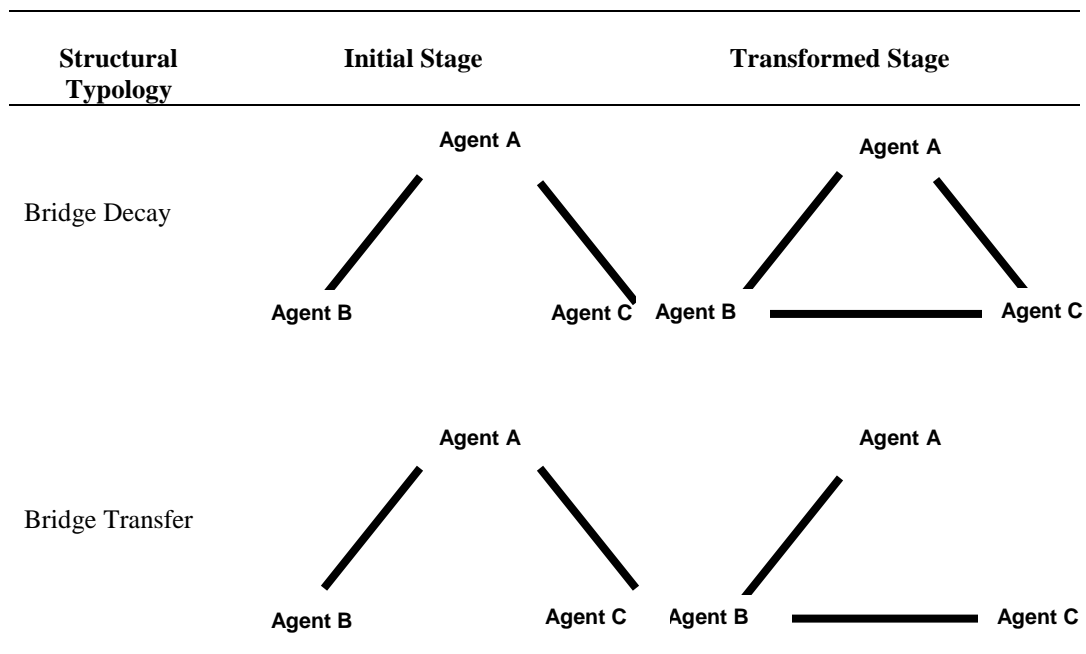 Structural Typology
Initial Stage
Transformed Stage
Bridge Decay
Agent A
Agent A
Agent B
Agent C
Agent B
Agent C
Bridge Transfer
Agent A
Agent A
Agent B
Agent C
Agent B
Agent C